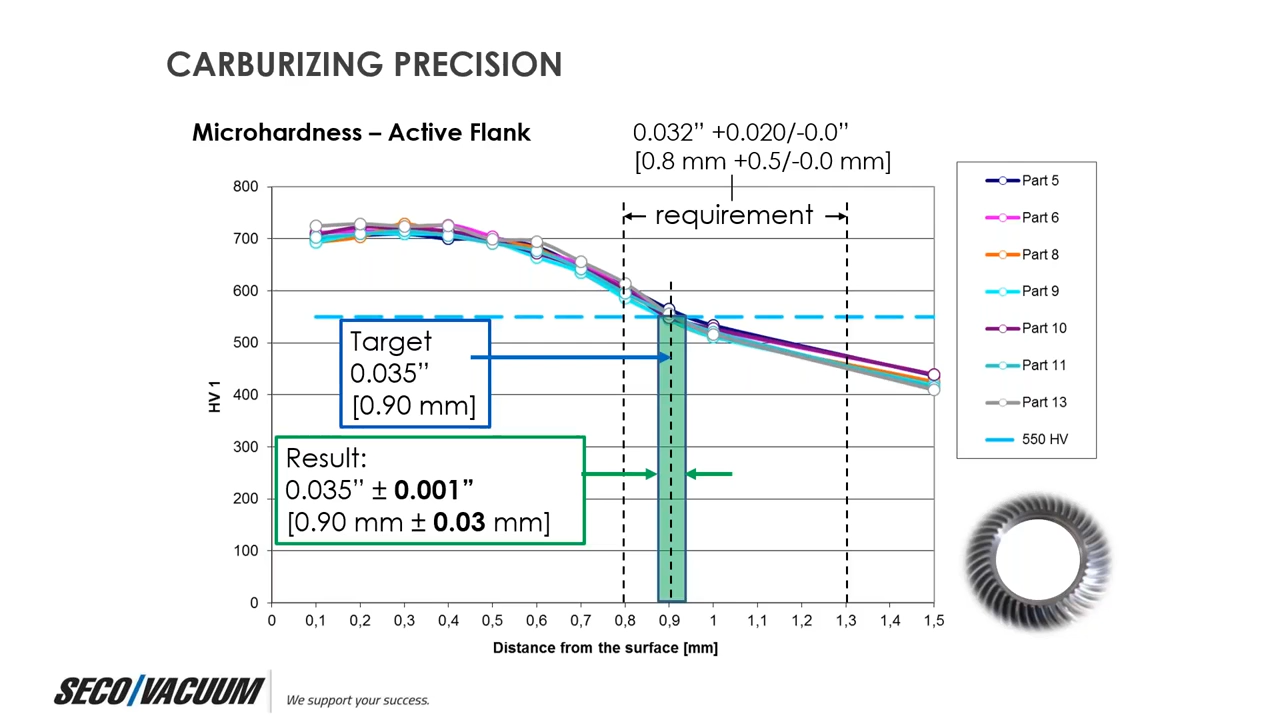 CARBURIZING PRECISION
Microhardness – Active Flank
0.032” +0.020/-0.0”
[0.8 mm +0.5/-0.0 mm]
requirement
800
700
600
500
400
300
200
100
0
HV 1
Target
0.035”
[0.90 mm]
Result:
0.035” ± 0.001”
[0.90 mm ± 0.03 mm]
0 0,1 0,2 0,3 0,4 0,5 0,6 0,7 0,8 0,9 1 1,1 1,2 1,3 1,4 1,5
Distance from the surface [mm]
Part 5
Part 6
Part 8
Part 9
Part 10
Part 11
Part 13
550 HV
SECO/VACUUM
We support your success.